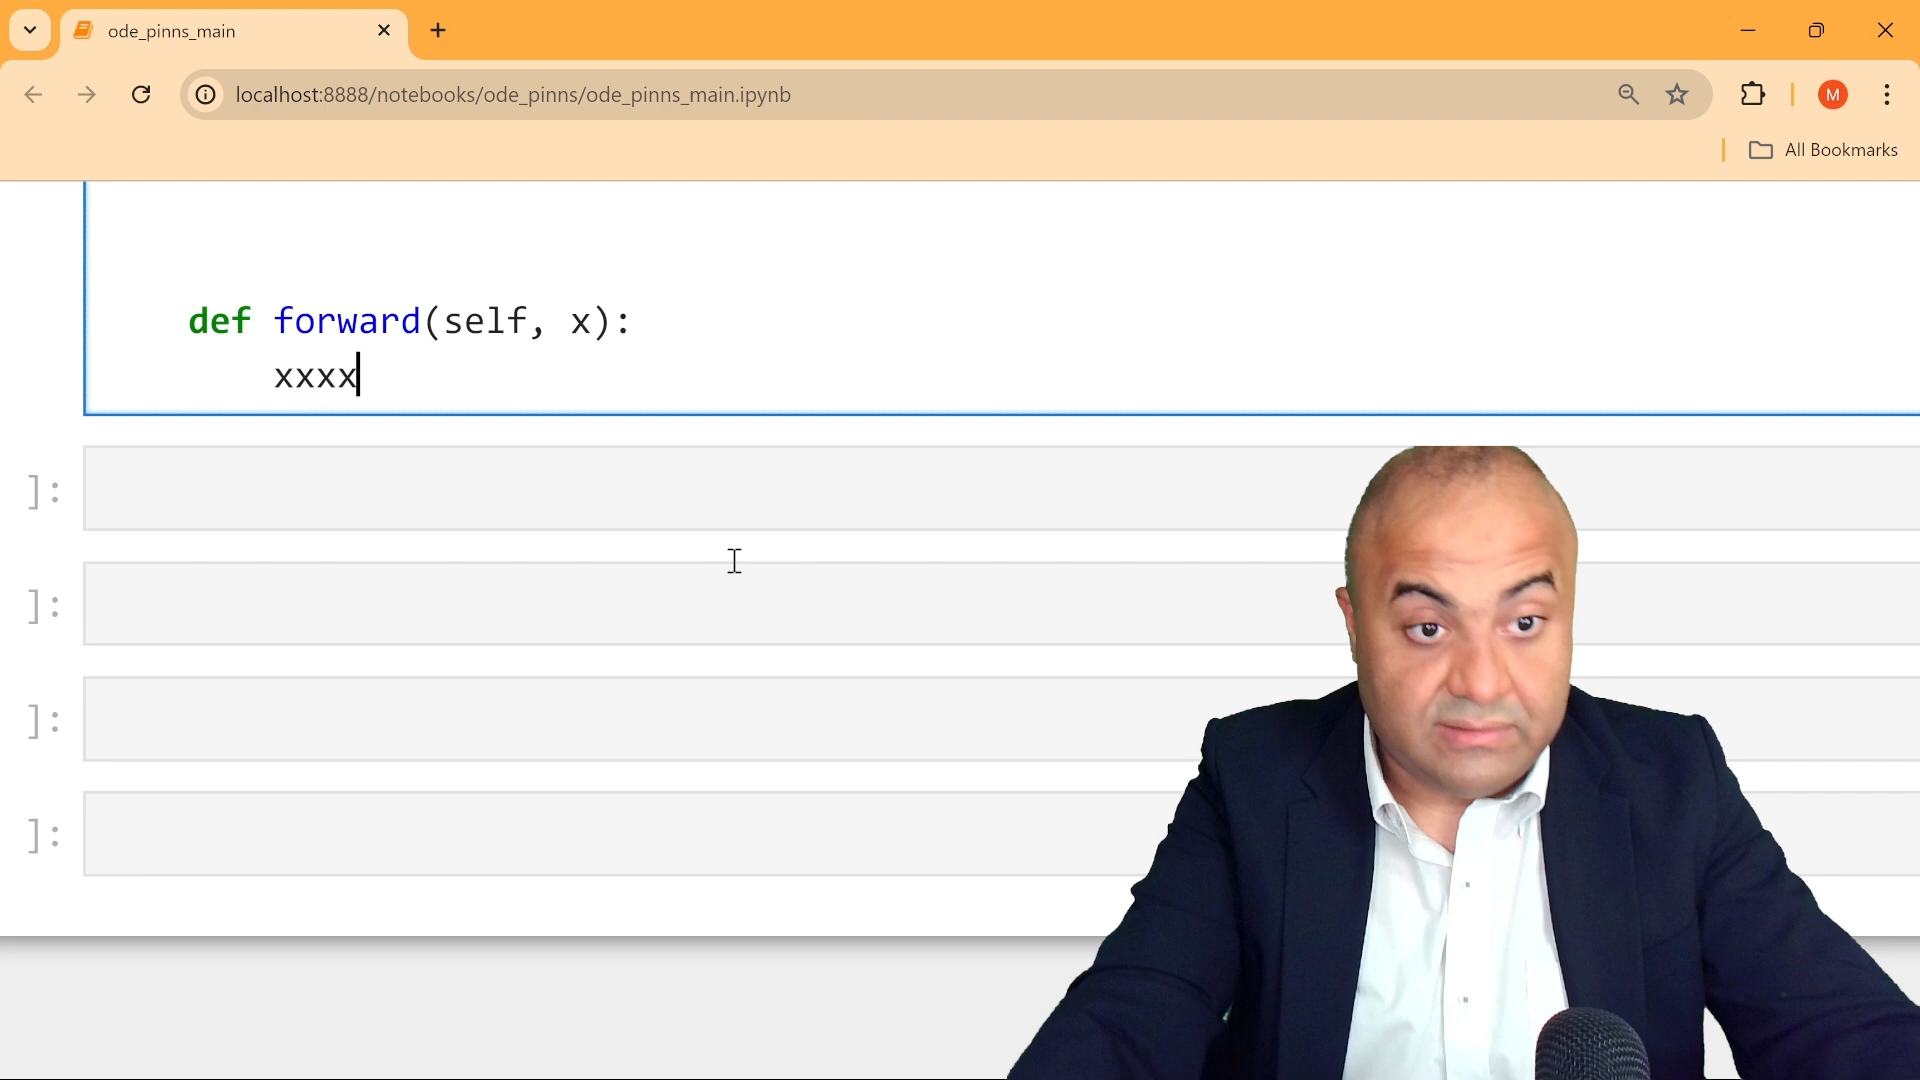 ode_pinns_main
localhost:8888/notebooks/ode_pinns/ode_pinns_main.ipynb
M
All Bookmarks
def forward(self, x):
xxxx
]:
]:
]:
]: